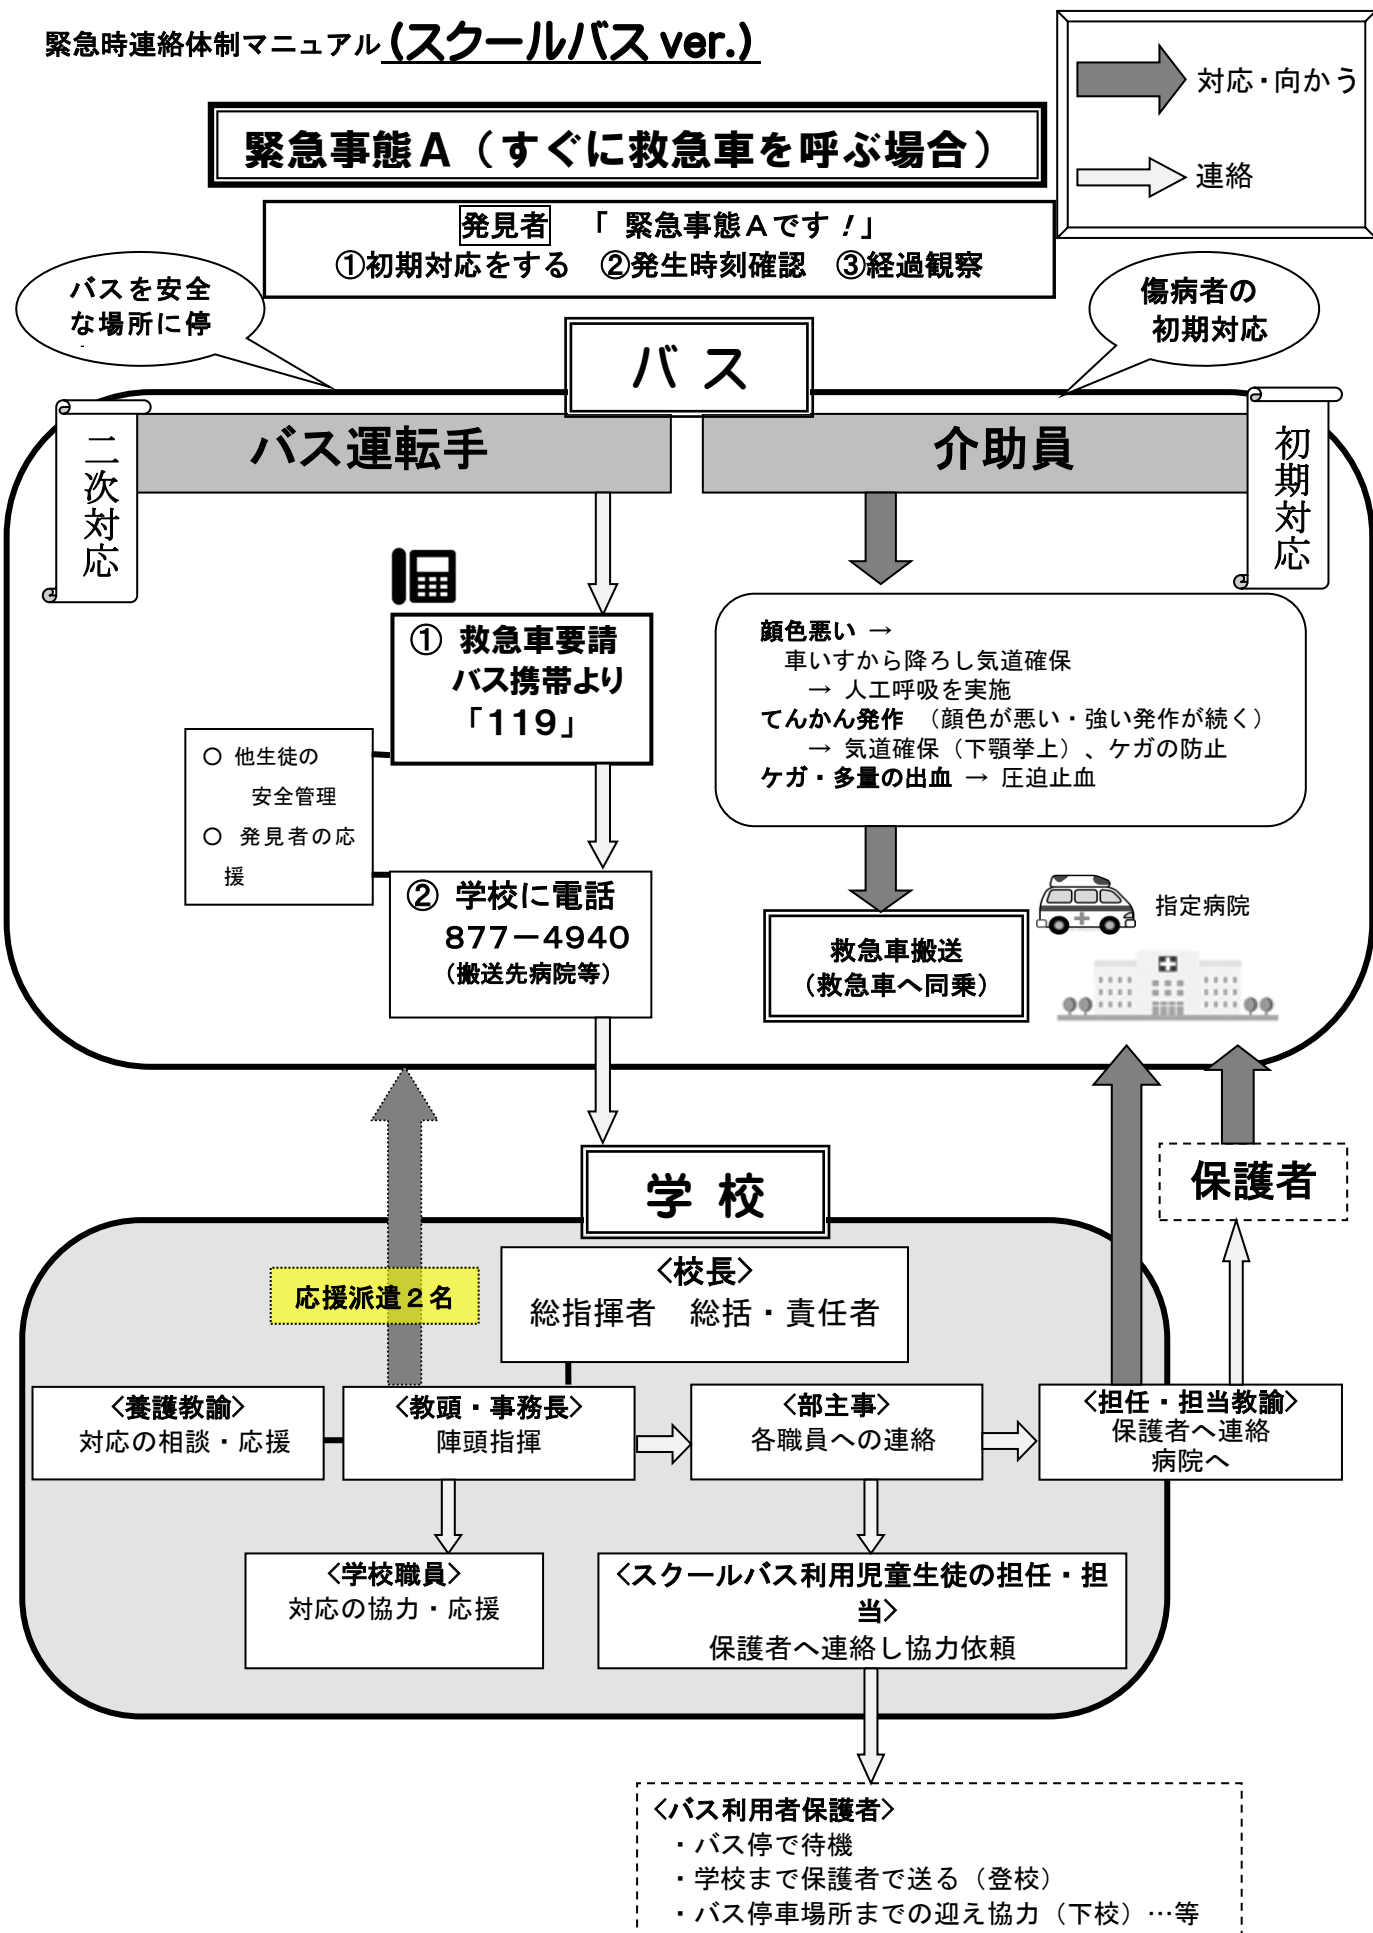 緊急時連絡体制マニュアル(スクールバス ver.)
対応・向かう
連絡
緊急事態A（すぐに救急車を呼ぶ場合）
発見者 「 緊急事態Aです！」
①初期対応をする ②発生時刻確認 ③経過観察
バスを安全
な場所に停
傷病者の
初期対応
バ ス
二次対応
バス運転手
介助員
初期対応
① 救急車要請
バス携帯より
「119」
○ 他生徒の
安全管理
○ 発見者の応
援
② 学校に電話
877－4940
（搬送先病院等）
顔色悪い →
車いすから降ろし気道確保
→ 人工呼吸を実施
てんかん発作 （顔色が悪い・強い発作が続く）
→ 気道確保（下顎挙上）、ケガの防止
ケガ・多量の出血 → 圧迫止血
救急車搬送
（救急車へ同乗）
指定病院
学 校
保護者
応援派遣２名
＜校長＞
総指揮者 総括・責任者
＜養護教諭＞
対応の相談・応援
＜教頭・事務長＞
陣頭指揮
＜部主事＞
各職員への連絡
＜担任・担当教諭＞
保護者へ連絡
病院へ
＜学校職員＞
対応の協力・応援
＜スクールバス利用児童生徒の担任・担
当＞
保護者へ連絡し協力依頼
＜バス利用者保護者＞
・バス停で待機
・学校まで保護者で送る（登校）
・バス停車場所までの迎え協力（下校）…等